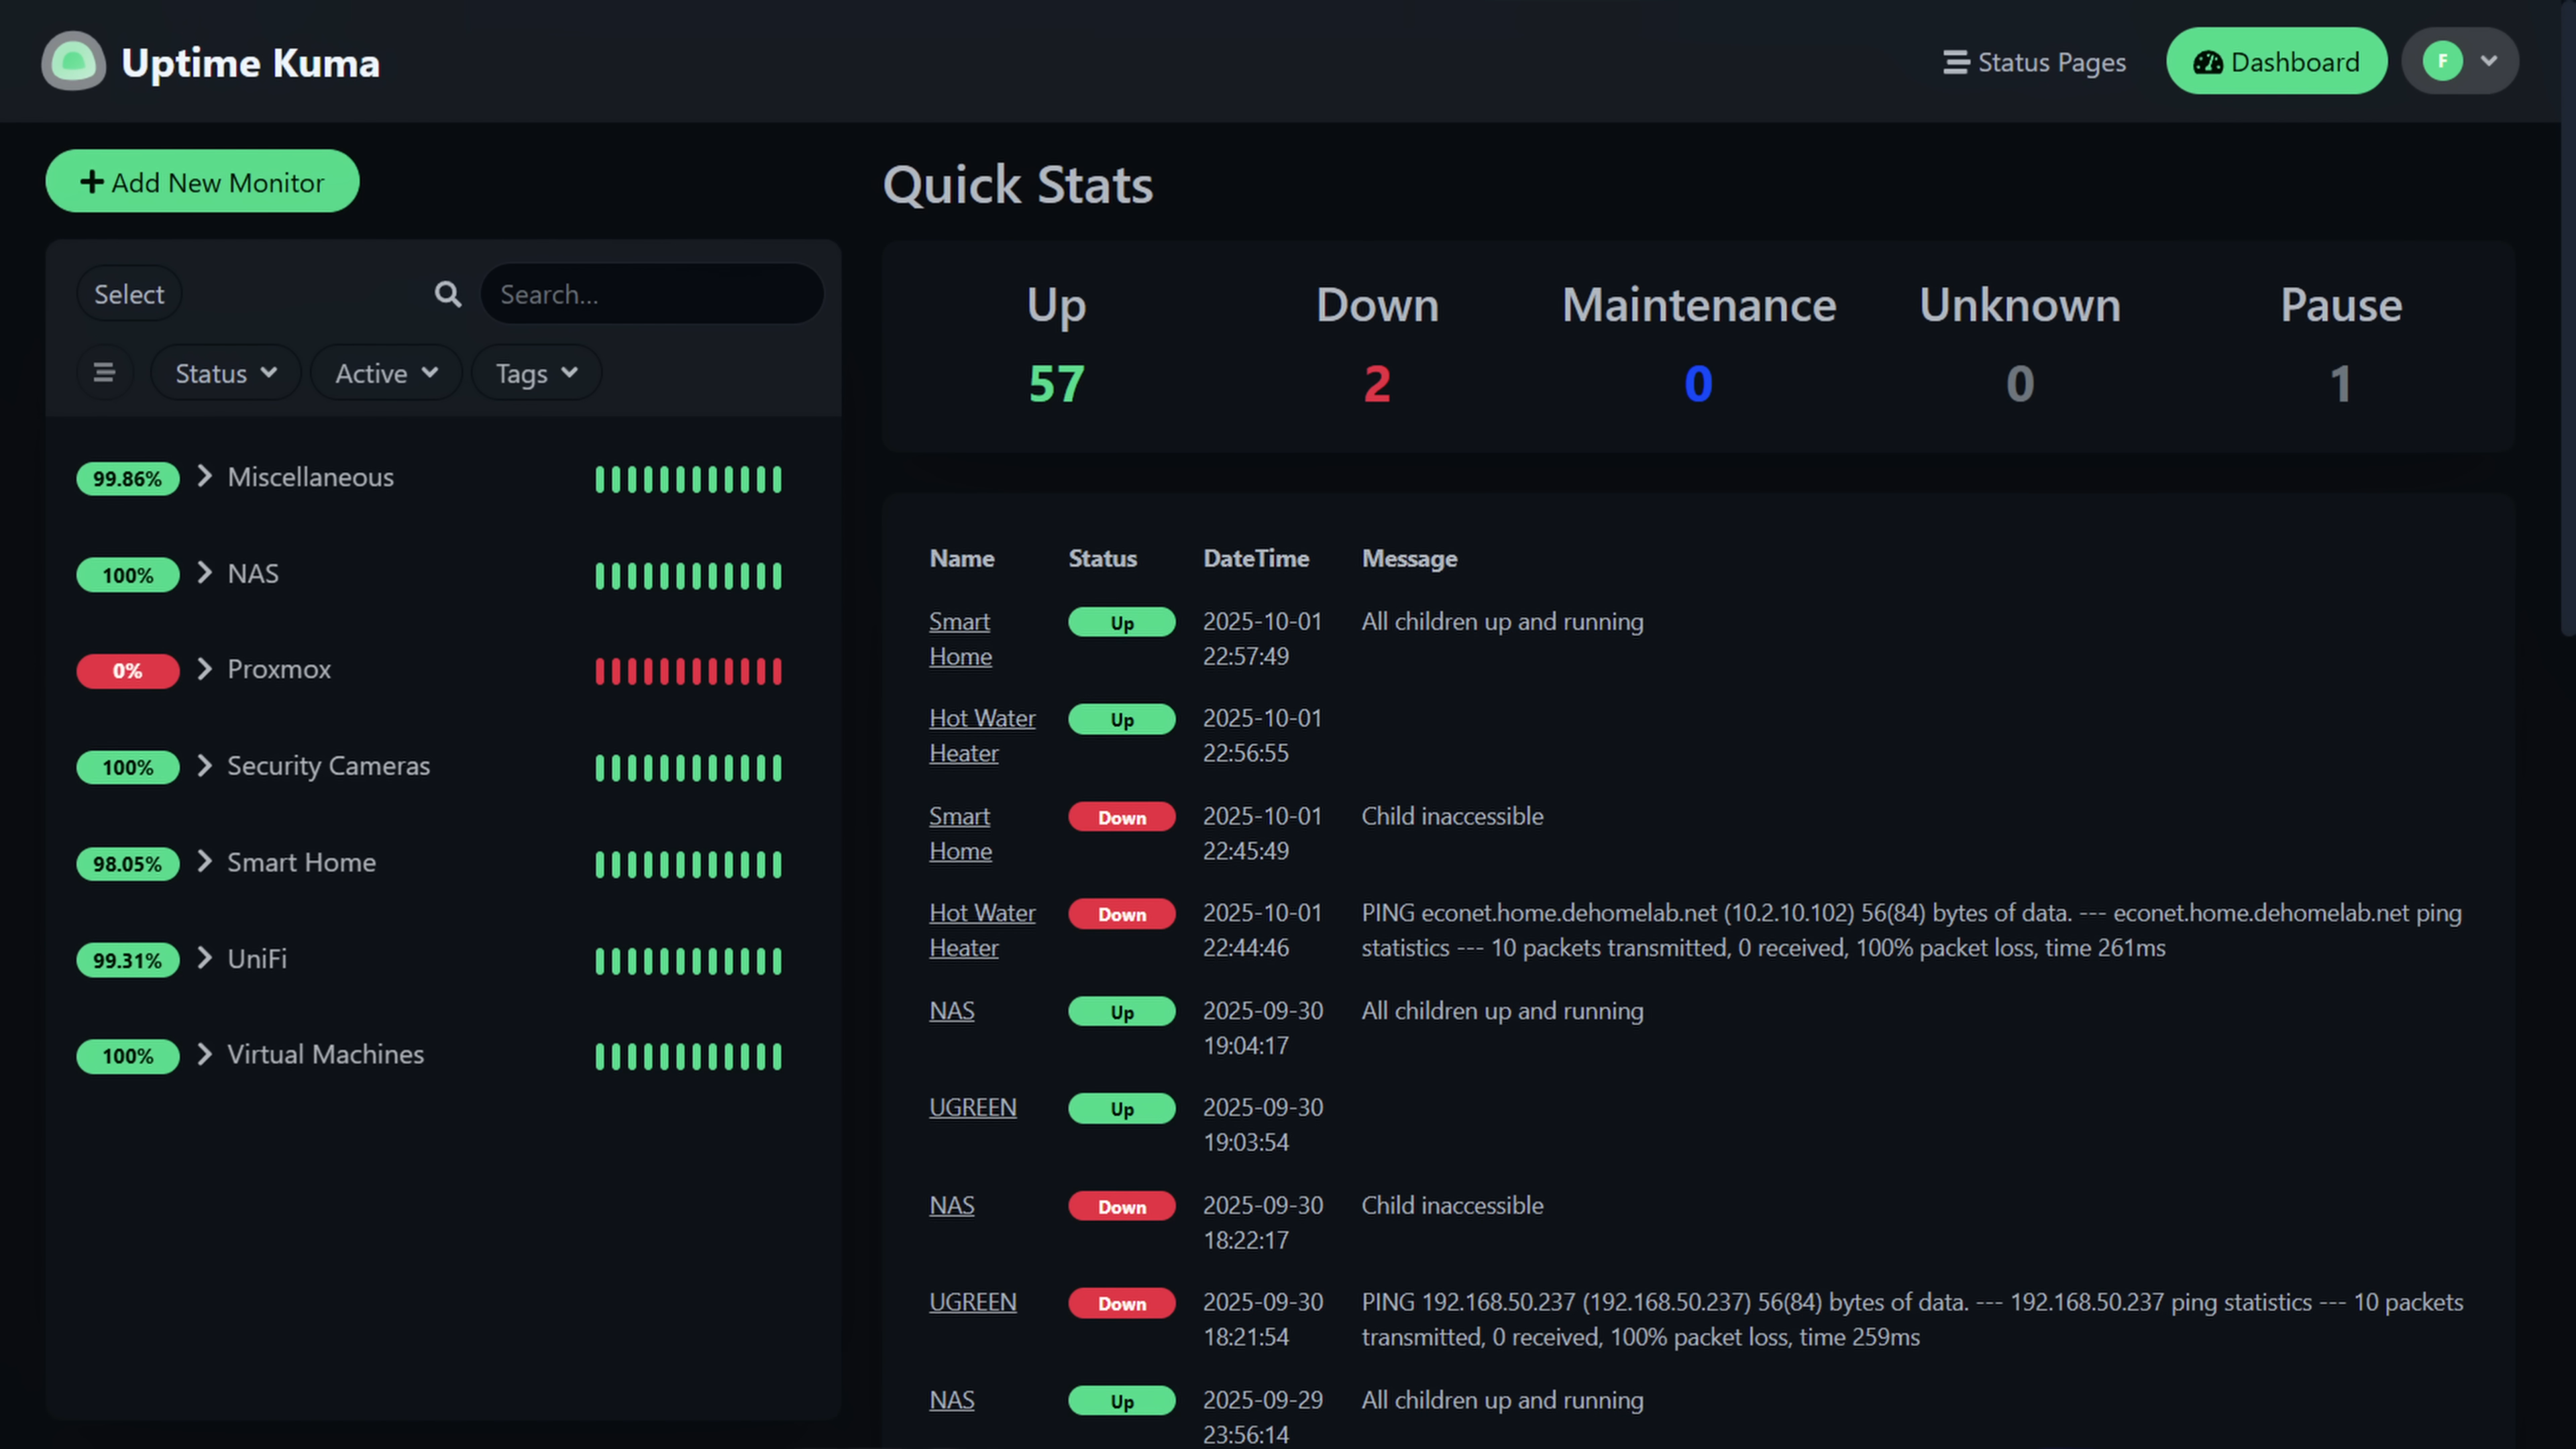 Uptime Kuma
Status Pages
Dashboard
F
Add New Monitor
Select
Search...
Status
Active
Tags
99.86% Miscellaneous
100% NAS
0% Proxmox
100% Security Cameras
98.05% Smart Home
99.31% UniFi
100% Virtual Machines
Quick Stats
Up Down Maintenance Unknown Pause
57 2 0 0 1
Name Status DateTime Message
Smart Up 2025-10-01 All children up and running
Home 22:57:49
Hot Water Up 2025-10-01
Heater 22:56:55
Smart Down 2025-10-01 Child inaccessible
Home 22:45:49
Hot Water Down 2025-10-01 PING econet.home.dehomelab.net (10.2.10.102) 56(84) bytes of data. --- econet.home.dehomelab.net ping
Heater 22:44:46 statistics --- 10 packets transmitted, 0 received, 100% packet loss, time 261ms
NAS Up 2025-09-30 All children up and running
19:04:17
UGREEN Up 2025-09-30
19:03:54
NAS Down 2025-09-30 Child inaccessible
18:22:17
UGREEN Down 2025-09-30 PING 192.168.50.237 (192.168.50.237) 56(84) bytes of data. --- 192.168.50.237 ping statistics --- 10 packets
18:21:54 transmitted, 0 received, 100% packet loss, time 259ms
NAS Up 2025-09-29 All children up and running
23:56:14